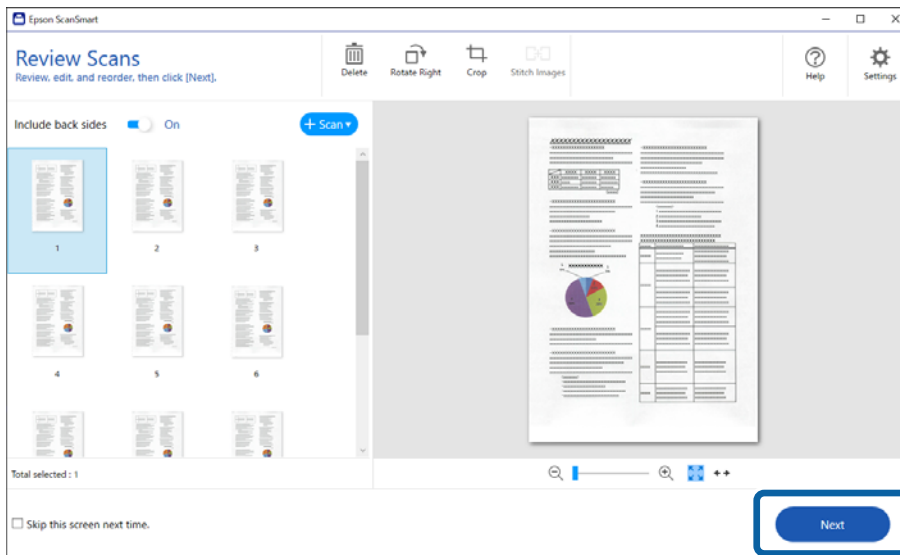 Epson ScanSmart
Review Scans
Review, edit, and reorder, then click [Next].
Delete
Rotate Right
Crop
Stitch Images
Help
Settings
Include back sides
On
+ Scan
1
2
3
4
5
6
Total selected : 1
Skip this screen next time.
Next